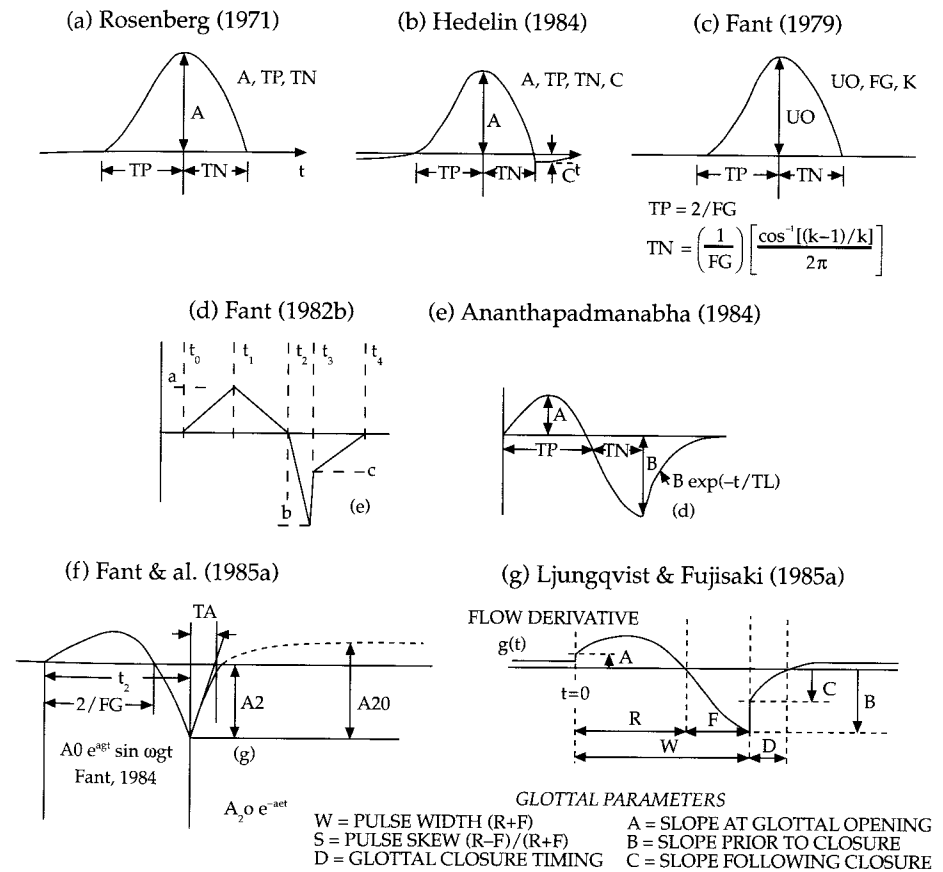 (a) Rosenberg (1971)
A, TP, TN
A
TP
TN
t
(b) Hedelin (1984)
A, TP, TN, C
A
TP
TN
C
t
(c) Fant (1979)
UO, FG, K
UO
TP
TN
TP = 2/FG
TN = (1/FG) [cos⁻¹[(k–1)/k]/2π]
(d) Fant (1982b)
t₀ t₁ t₂ t₃ t₄
a
c
b
(e)
(e) Ananthapadmanabha (1984)
A
TP
TN
B
B exp(–t/TL)
(d)
(f) Fant & al. (1985a)
TA
t₂
2/FG
A2
A20
A0 e^agt sin ωgt
Fant, 1984
(g)
A₂o e^–aet
(g) Ljungqvist & Fujisaki (1985a)
FLOW DERIVATIVE
g(t)
A
t=0
C
B
R
F
W
D
GLOTTAL PARAMETERS
W = PULSE WIDTH (R+F)
S = PULSE SKEW (R–F)/(R+F)
D = GLOTTAL CLOSURE TIMING
A = SLOPE AT GLOTTAL OPENING
B = SLOPE PRIOR TO CLOSURE
C = SLOPE FOLLOWING CLOSURE